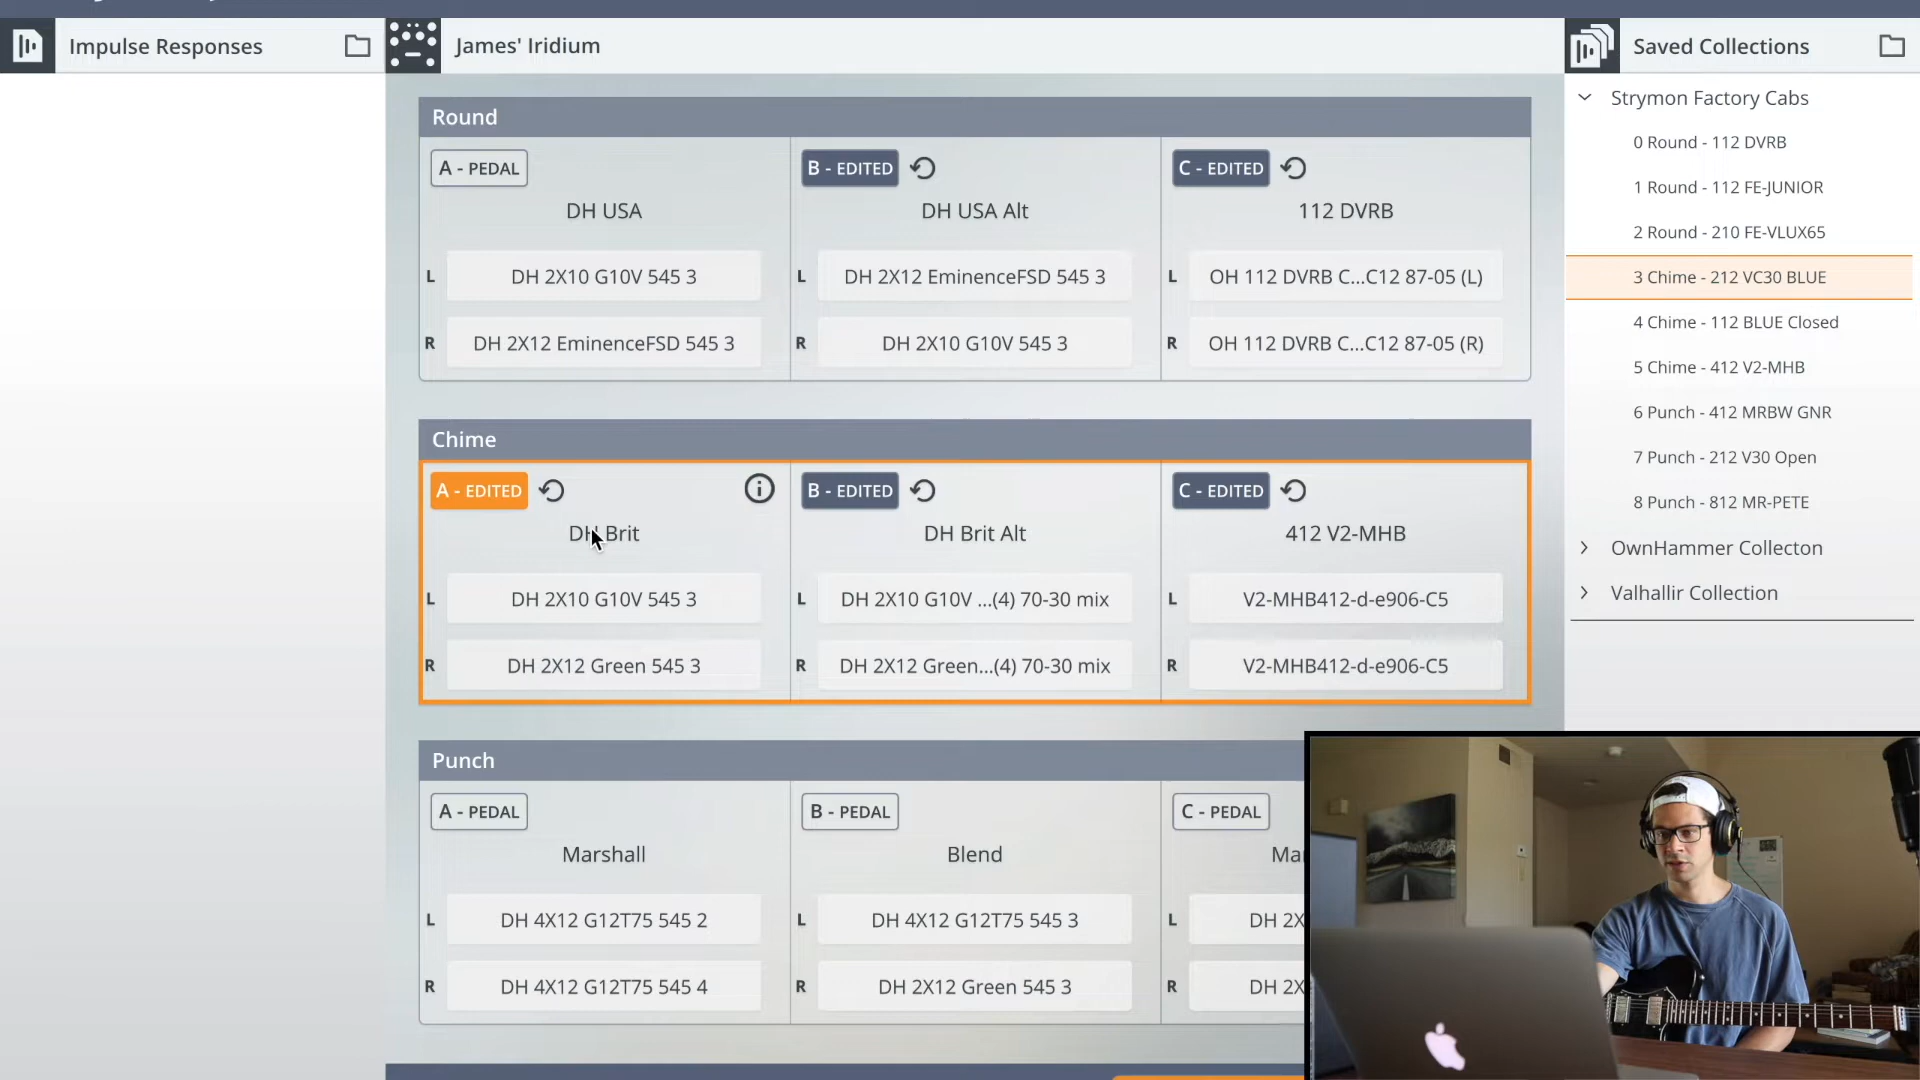 Impulse Responses
James' Iridium
Saved Collections
Round
A - PEDAL
DH USA
L DH 2X10 G10V 545 3
R DH 2X12 EminenceFSD 545 3
B - EDITED
DH USA Alt
L DH 2X12 EminenceFSD 545 3
R DH 2X10 G10V 545 3
C - EDITED
112 DVRB
L OH 112 DVRB C...C12 87-05 (L)
R OH 112 DVRB C...C12 87-05 (R)
Chime
A - EDITED
DH Brit
L DH 2X10 G10V 545 3
R DH 2X12 Green 545 3
B - EDITED
DH Brit Alt
L DH 2X10 G10V ...(4) 70-30 mix
R DH 2X12 Green...(4) 70-30 mix
C - EDITED
412 V2-MHB
L V2-MHB412-d-e906-C5
R V2-MHB412-d-e906-C5
Punch
A - PEDAL
Marshall
L DH 4X12 G12T75 545 2
R DH 4X12 G12T75 545 4
B - PEDAL
Blend
L DH 4X12 G12T75 545 3
R DH 2X12 Green 545 3
C - PEDAL
L DH 2X
R DH 2X
Strymon Factory Cabs
0 Round - 112 DVRB
1 Round - 112 FE-JUNIOR
2 Round - 210 FE-VLUX65
3 Chime - 212 VC30 BLUE
4 Chime - 112 BLUE Closed
5 Chime - 412 V2-MHB
6 Punch - 412 MRBW GNR
7 Punch - 212 V30 Open
8 Punch - 812 MR-PETE
OwnHammer Collecton
Valhallir Collection